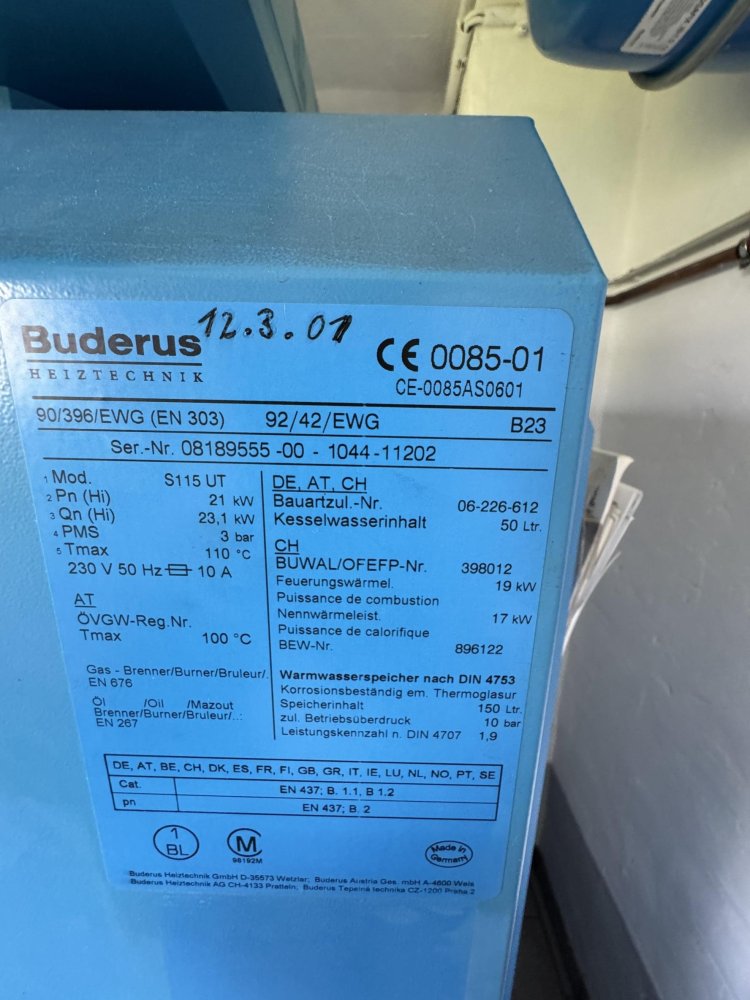 12.3.01
Buderus
HEIZTECHNIK
CE 0085-01
CE-0085AS0601
90/396/EWG (EN 303) 92/42/EWG B23
Ser.-Nr. 08189555 -00 - 1044 -11202
1 Mod. S115 UT
2 Pn (Hi) 21 kW
3 Qn (Hi) 23,1 kW
4 PMS 3 bar
5 Tmax 110 °C
230 V 50 Hz 10 A
AT
ÖVGW-Reg.Nr.
Tmax 100 °C
Gas - Brenner/Burner/Bruleur/.
EN 676
Öl /Oil /Mazout
Brenner/Burner/Bruleur/..:
EN 267
DE, AT, CH
Bauartzul.-Nr. 06-226-612
Kesselwasserinhalt 50 Ltr.
CH
BUWAL/OFEFP-Nr. 398012
Feuerungswärmel. 19 kW
Puissance de combustion
Nennwärmeleist. 17 kW
Puissance de calorifique
BEW-Nr. 896122
Warmwasserspeicher nach DIN 4753
Korrosionsbeständig em. Thermoglasur
Speicherinhalt 150 Ltr.
zul. Betriebsüberdruck 10 bar
Leistungskennzahl n. DIN 4707 1,9
DE, AT, BE, CH, DK, ES, FR, FI, GB, GR, IT, IE, LU, NL, NO, PT, SE
Cat. EN 437; B. 1.1, B 1.2
pn EN 437; B. 2
1
BL
M
98192M
Made in
Germany
Buderus Heiztechnik GmbH D-35573 Wetzlar; Buderus Austria Ges. mbH A-4600 Wels
Buderus Heiztechnik AG CH-4133 Pratteln; Buderus Tepelná technika CZ-1200 Praha 2